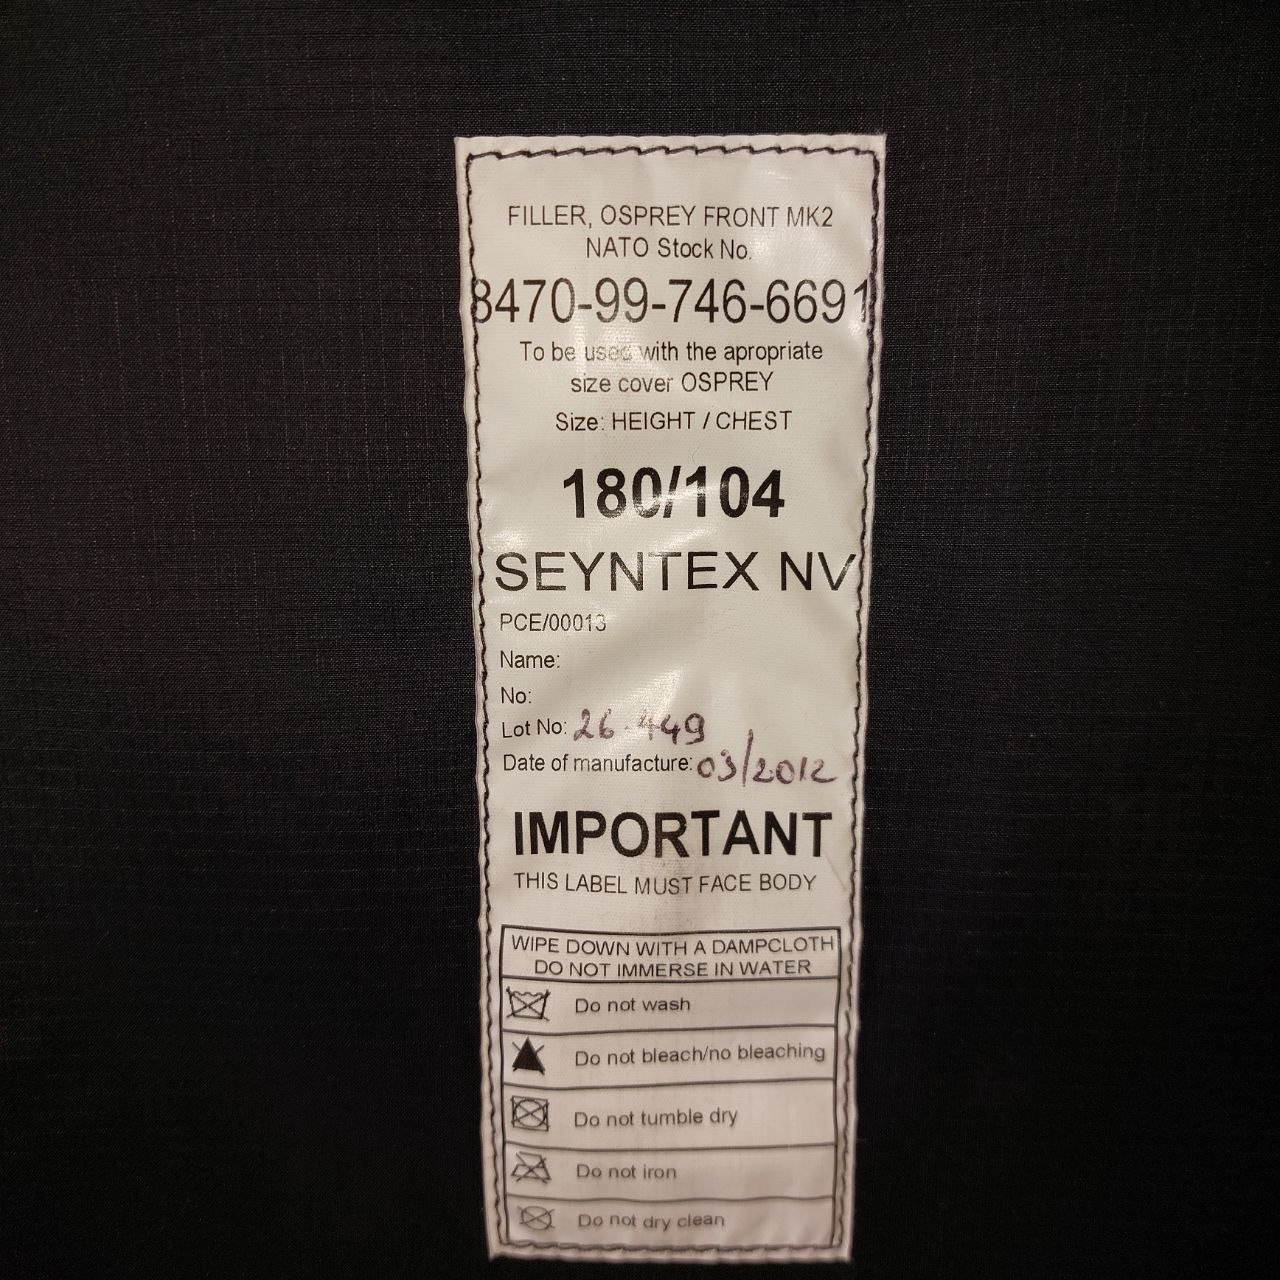 FILLER, OSPREY FRONT MK2
NATO Stock No.
8470-99-746-6691
To be used with the apropriate
size cover OSPREY
Size: HEIGHT / CHEST
180/104
SEYNTEX NV
PCE/00013
Name:
No:
Lot No: 26.449
Date of manufacture: 03/2012
IMPORTANT
THIS LABEL MUST FACE BODY
WIPE DOWN WITH A DAMPCLOTH
DO NOT IMMERSE IN WATER
Do not wash
Do not bleach/no bleaching
Do not tumble dry
Do not iron
Do not dry clean